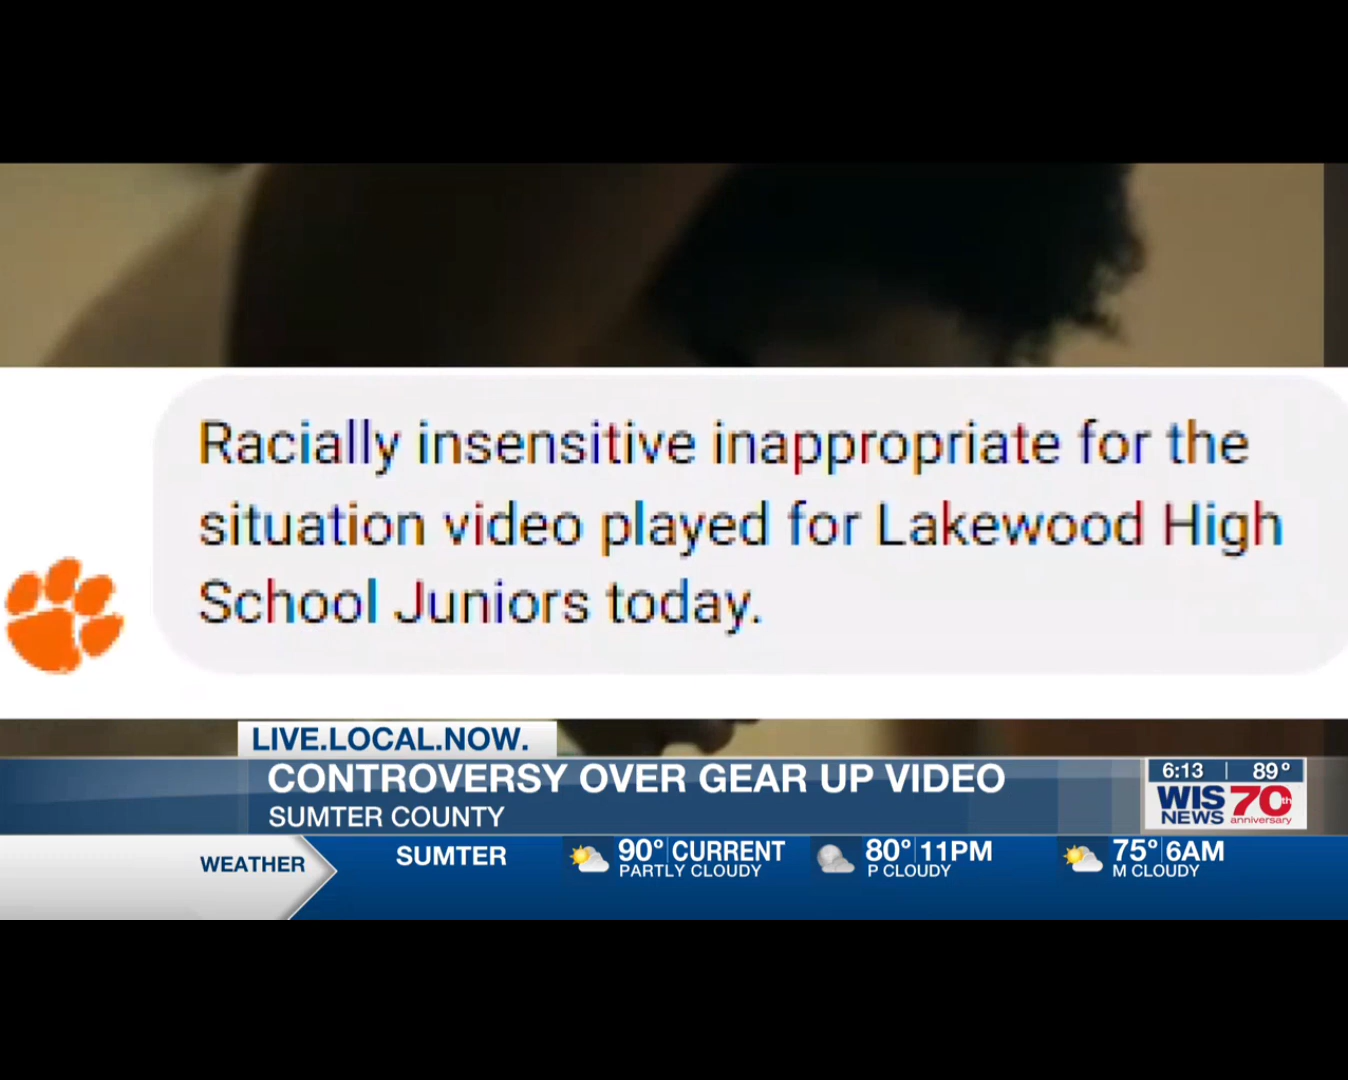 Racially insensitive inappropriate for the
situation video played for Lakewood High
School Juniors today.
LIVE.LOCAL.NOW.
CONTROVERSY OVER GEAR UP VIDEO
SUMTER COUNTY
6:13 | 89°
WIS
NEWS
70th
anniversary
WEATHER
SUMTER
90° | CURRENT
PARTLY CLOUDY
80° | 11PM
P CLOUDY
75° | 6AM
M CLOUDY